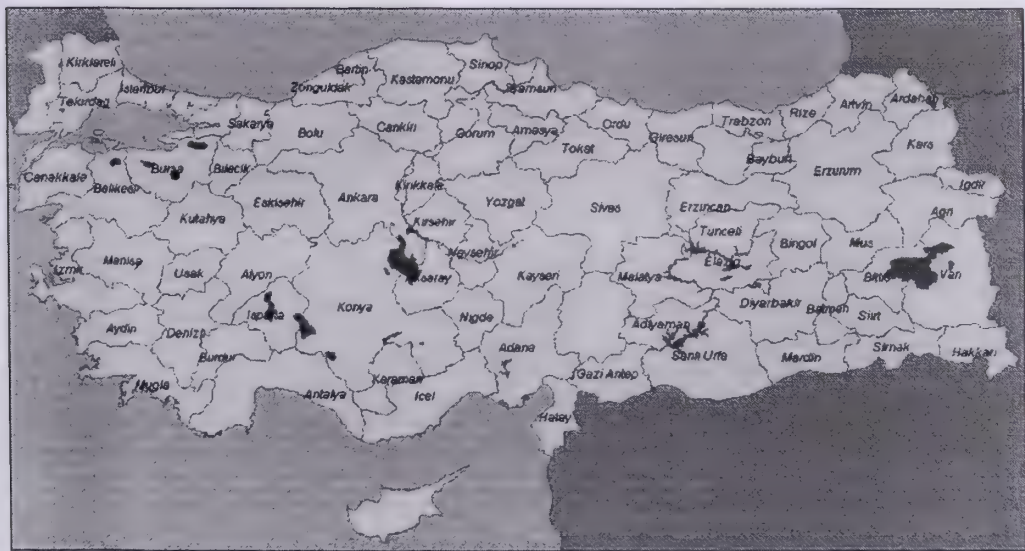 Kirklareli
Tekirdag
Istanbul
Sakarya
Zonguldak
Bartin
Kastamonu
Sinop
Samsun
Bolu
Cankiri
Corum
Amasya
Ordu
Tokat
Giresun
Trabzon
Rize
Artvin
Ardahan
Kars
Bayburt
Erzurum
Igdir
Agri
Canakkale
Balikesir
Bursa
Bilecik
Eskisehir
Ankara
Kirikkale
Yozgat
Sivas
Erzincan
Tunceli
Bingol
Mus
Kutahya
Kirsehir
Nevsehir
Kayseri
Malatya
Elazig
Bitlis
Van
Izmir
Manisa
Usak
Afyon
Konya
Aksaray
Nigde
Diyarbakir
Batman
Siirt
Aydin
Denizli
Isparta
Burdur
Adana
Adiyaman
Sanli Urfa
Mardin
Sirnak
Hakkari
Mugla
Antalya
Karaman
Icel
Gazi Antep
Hatay